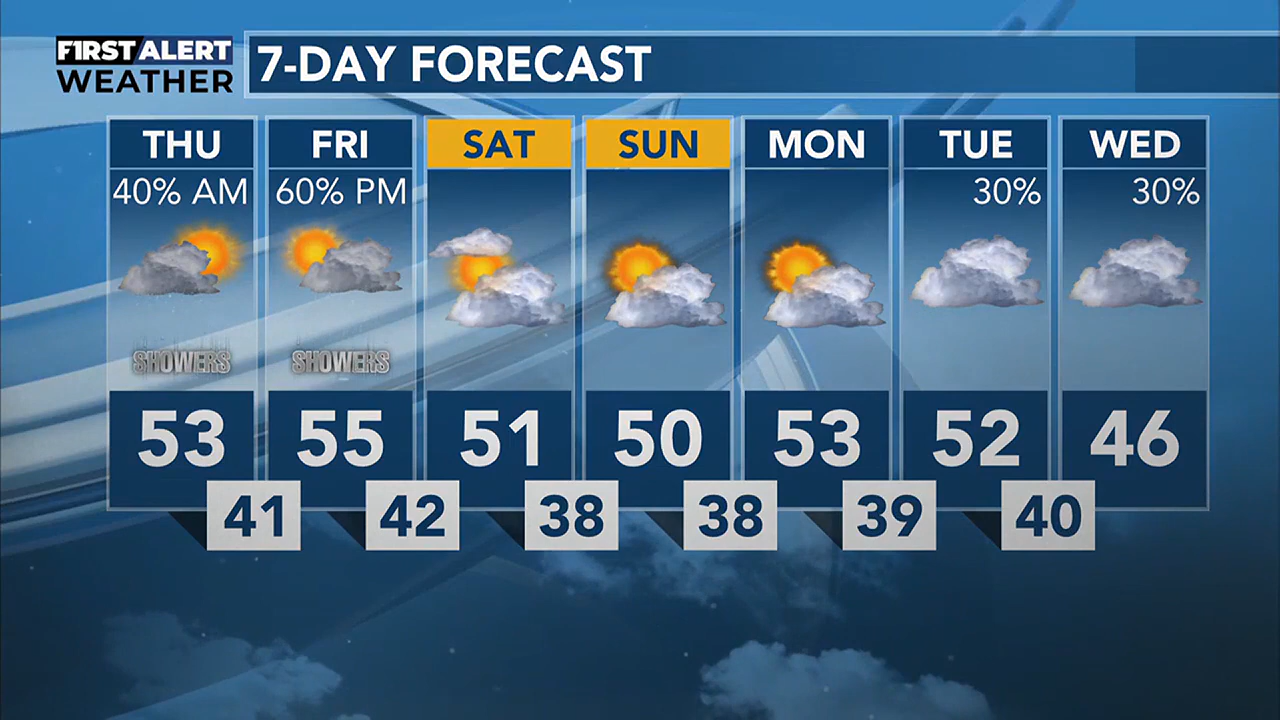 FIRST ALERT
WEATHER
7-DAY FORECAST
THU FRI SAT SUN MON TUE WED
40% AM 60% PM 30% 30%
SHOWERS SHOWERS
53 55 51 50 53 52 46
41 42 38 38 39 40